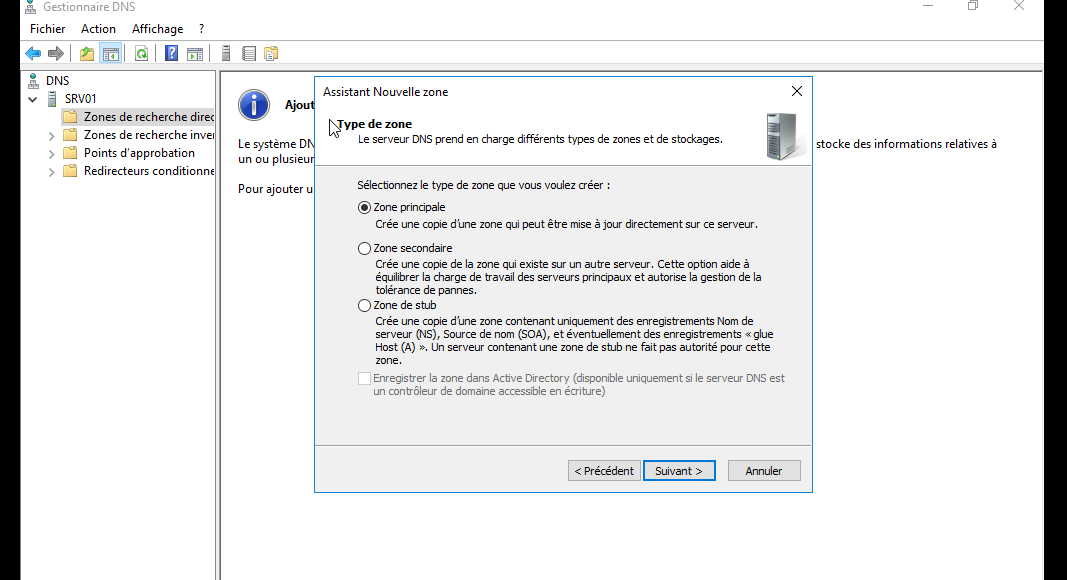 Gestionnaire DNS
Fichier Action Affichage ?
DNS
SRV01
Zones de recherche direc
Zones de recherche inver
Points d'approbation
Redirecteurs conditionne
Ajout
Le système DN
un ou plusieur
Pour ajouter u
stocke des informations relatives à
Assistant Nouvelle zone
Type de zone
Le serveur DNS prend en charge différents types de zones et de stockages.
Sélectionnez le type de zone que vous voulez créer :
Zone principale
Crée une copie d'une zone qui peut être mise à jour directement sur ce serveur.
Zone secondaire
Crée une copie de la zone qui existe sur un autre serveur. Cette option aide à
équilibrer la charge de travail des serveurs principaux et autorise la gestion de la
tolérance de pannes.
Zone de stub
Crée une copie d'une zone contenant uniquement des enregistrements Nom de
serveur (NS), Source de nom (SOA), et éventuellement des enregistrements « glue
Host (A) ». Un serveur contenant une zone de stub ne fait pas autorité pour cette
zone.
Enregistrer la zone dans Active Directory (disponible uniquement si le serveur DNS est
un contrôleur de domaine accessible en écriture)
< Précédent Suivant > Annuler